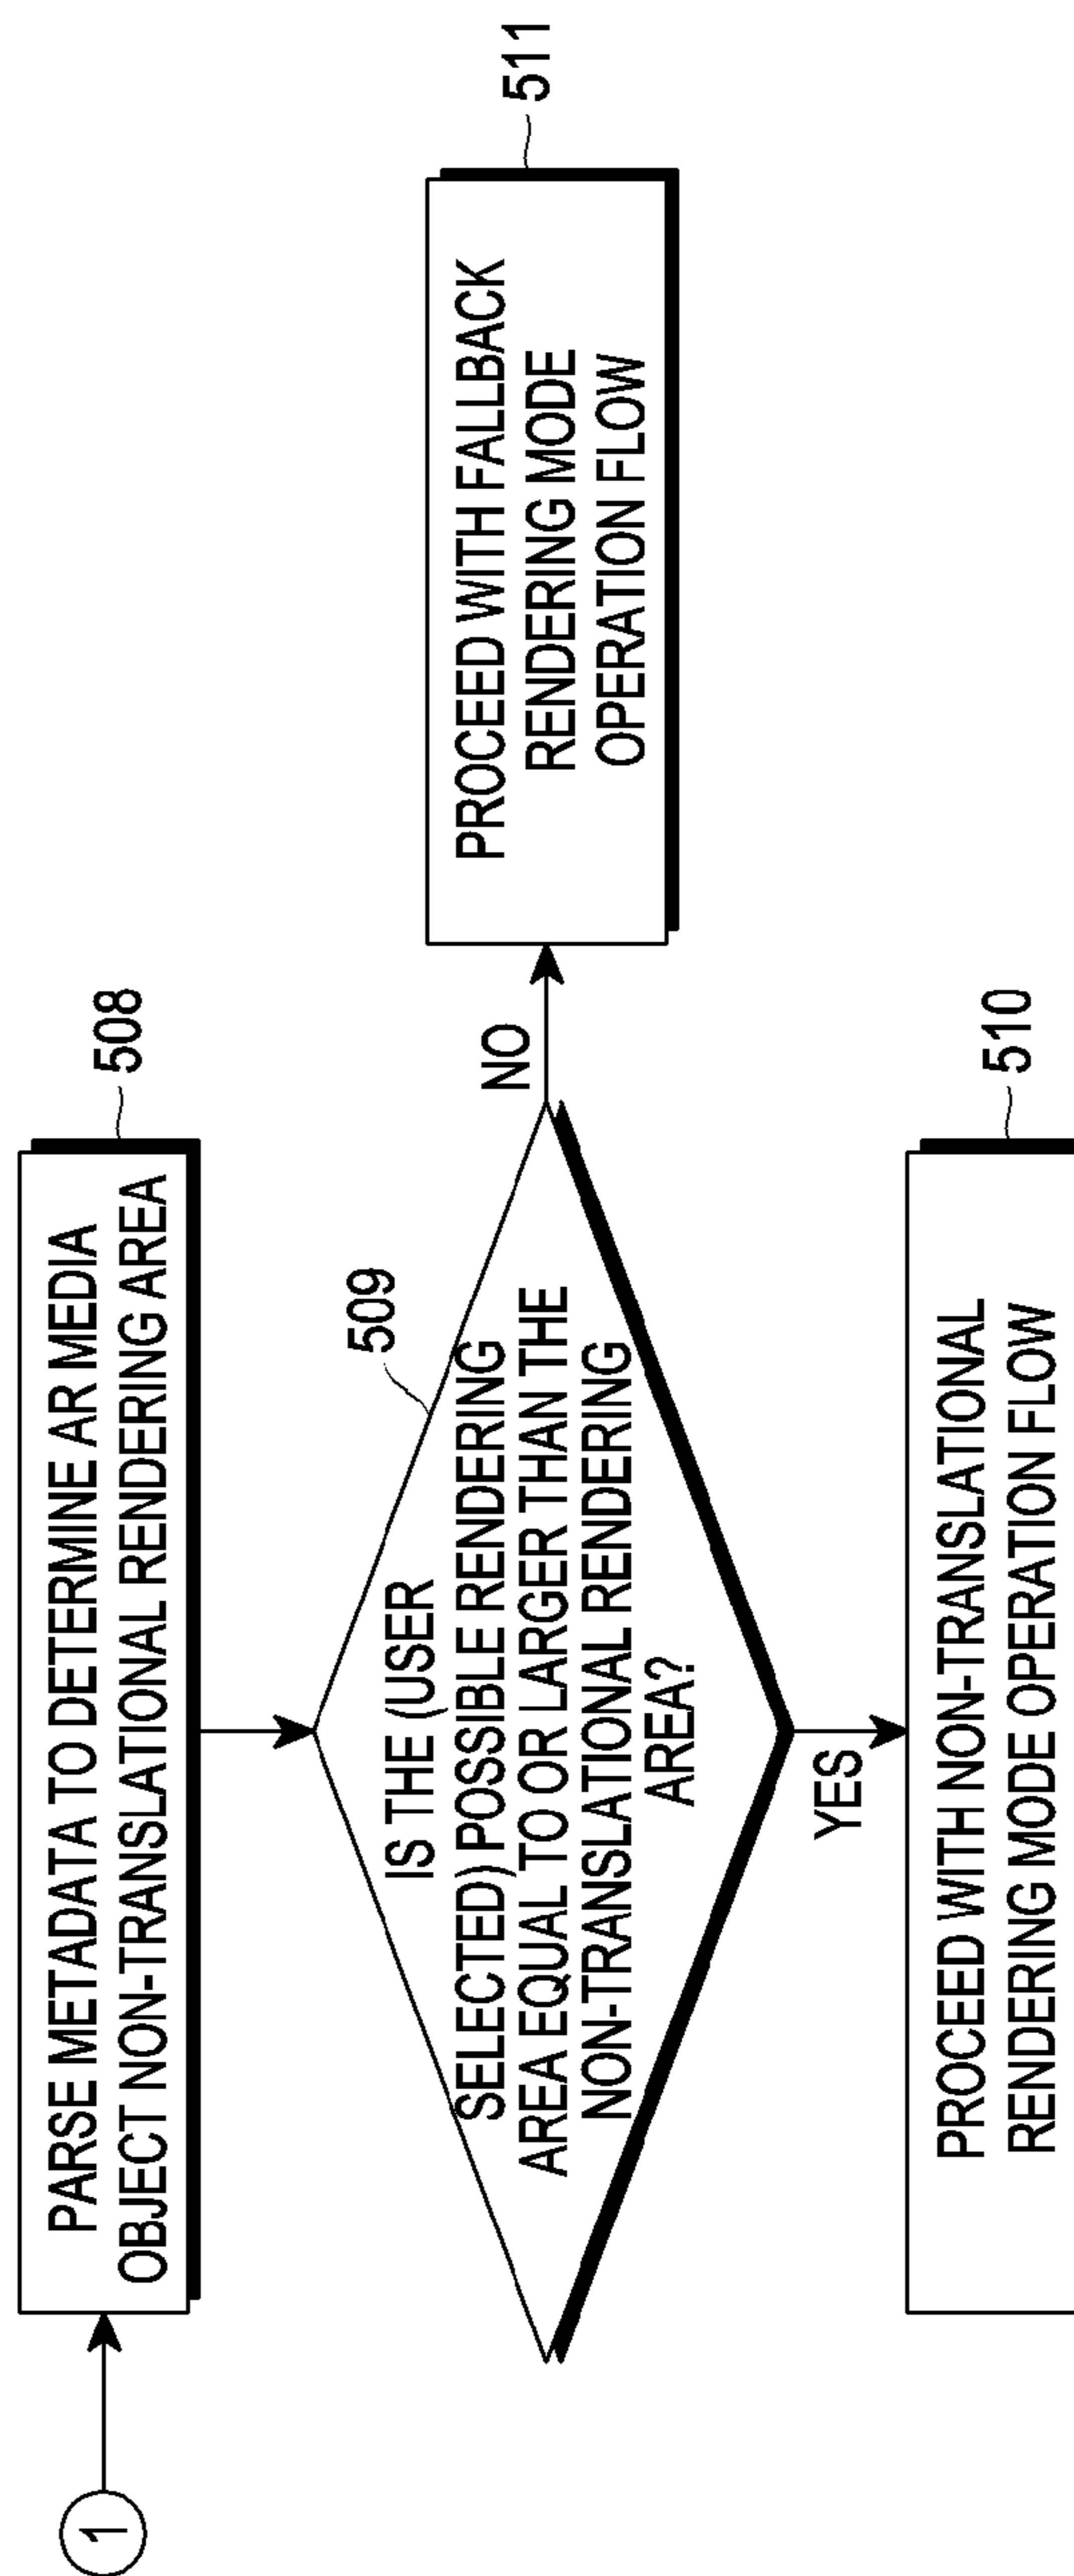 1
508
PARSE METADATA TO DETERMINE AR MEDIA
OBJECT NON-TRANSLATIONAL RENDERING AREA
509
IS THE (USER
SELECTED) POSSIBLE RENDERING
AREA EQUAL TO OR LARGER THAN THE
NON-TRANSLATIONAL RENDERING
AREA?
NO
511
PROCEED WITH FALLBACK
RENDERING MODE
OPERATION FLOW
YES
510
PROCEED WITH NON-TRANSLATIONAL
RENDERING MODE OPERATION FLOW